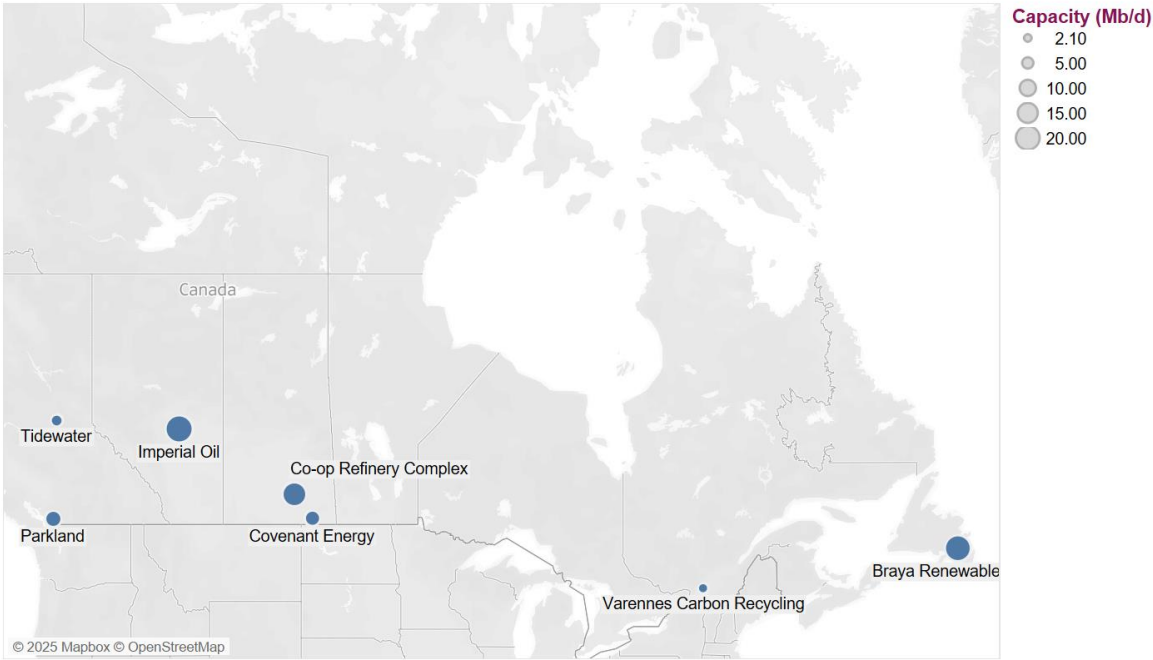 Capacity (Mb/d)
2.10
5.00
10.00
15.00
20.00
Canada
Tidewater
Imperial Oil
Co-op Refinery Complex
Parkland
Covenant Energy
Braya Renewable
Varennes Carbon Recycling
© 2025 Mapbox © OpenStreetMap